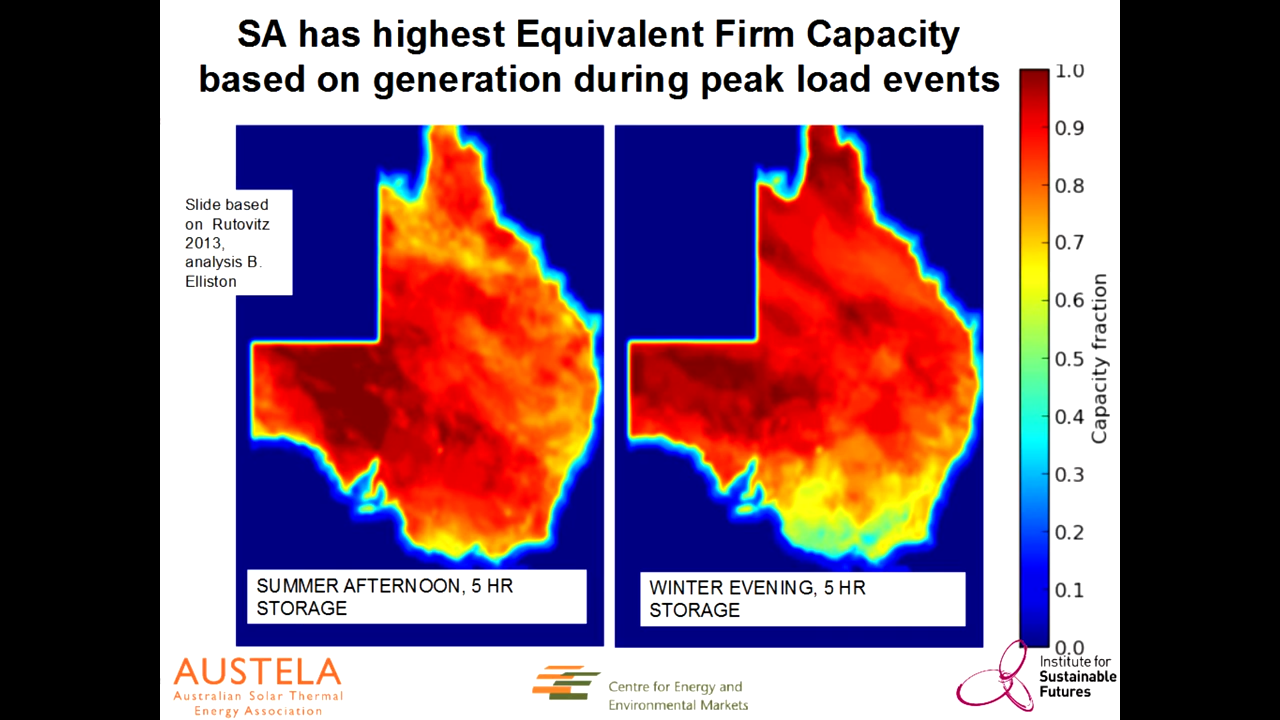 SA has highest Equivalent Firm Capacity
based on generation during peak load events
Slide based
on Rutovitz
2013,
analysis B.
Elliston
1.0
0.9
0.8
0.7
0.6
0.5
0.4
0.3
0.2
0.1
0.0
Capacity fraction
SUMMER AFTERNOON, 5 HR
STORAGE
WINTER EVENING, 5 HR
STORAGE
AUSTELA
Australian Solar Thermal
Energy Association
Centre for Energy and
Environmental Markets
Institute for
Sustainable
Futures